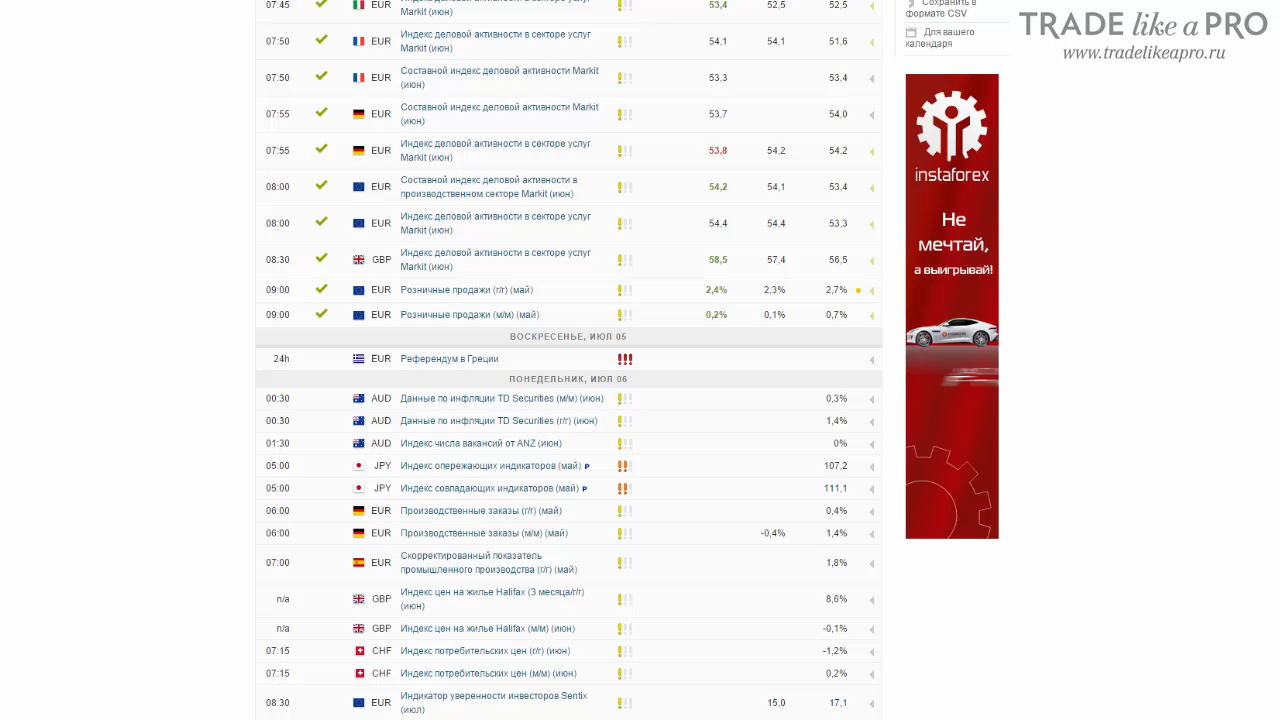 07:45 EUR Индекс деловой активности в секторе услуг 53,4 52,5 52,5
Markit (июн)
07:50 EUR Индекс деловой активности в секторе услуг 54,1 54,1 51,6
Markit (июн)
07:50 EUR Составной индекс деловой активности Markit 53,3 53,4
(июн)
07:55 EUR Составной индекс деловой активности Markit 53,7 54,0
(июн)
07:55 EUR Индекс деловой активности в секторе услуг 53,8 54,2 54,2
Markit (июн)
08:00 EUR Составной индекс деловой активности в 54,2 54,1 53,4
производственном секторе Markit (июн)
08:00 EUR Индекс деловой активности в секторе услуг 54,4 54,4 53,3
Markit (июн)
08:30 GBP Индекс деловой активности в секторе услуг 58,5 57,4 56,5
Markit (июн)
09:00 EUR Розничные продажи (г/г) (май) 2,4% 2,3% 2,7%
09:00 EUR Розничные продажи (м/м) (май) 0,2% 0,1% 0,7%
ВОСКРЕСЕНЬЕ, ИЮЛ 05
24h EUR Референдум в Греции
ПОНЕДЕЛЬНИК, ИЮЛ 06
00:30 AUD Данные по инфляции TD Securities (м/м) (июн) 0,3%
00:30 AUD Данные по инфляции TD Securities (г/г) (июн) 1,4%
01:30 AUD Индекс числа вакансий от ANZ (июн) 0%
05:00 JPY Индекс опережающих индикаторов (май) P 107,2
05:00 JPY Индекс совпадающих индикаторов (май) P 111,1
06:00 EUR Производственные заказы (г/г) (май) 0,4%
06:00 EUR Производственные заказы (м/м) (май) -0,4% 1,4%
07:00 EUR Скорректированный показатель 1,8%
промышленного производства (г/г) (май)
n/a GBP Индекс цен на жилье Halifax (3 месяца/г/г) 8,6%
(июн)
n/a GBP Индекс цен на жилье Halifax (м/м) (июн) -0,1%
07:15 CHF Индекс потребительских цен (г/г) (июн) -1,2%
07:15 CHF Индекс потребительских цен (м/м) (июн) 0,2%
08:30 EUR Индикатор уверенности инвесторов Sentix 15,0 17,1
(июл)
Сохранить в
формате CSV
Для вашего
календаря
TRADE like a PRO
www.tradelikeapro.ru
instaforex
Не
мечтай,
а выигрывай!